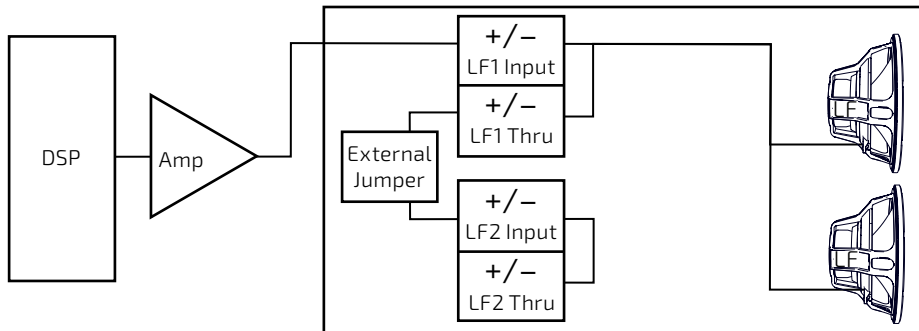 DSP
Amp
External
Jumper
+/−
LF1 Input
+/−
LF1 Thru
+/−
LF2 Input
+/−
LF2 Thru
LF
LF